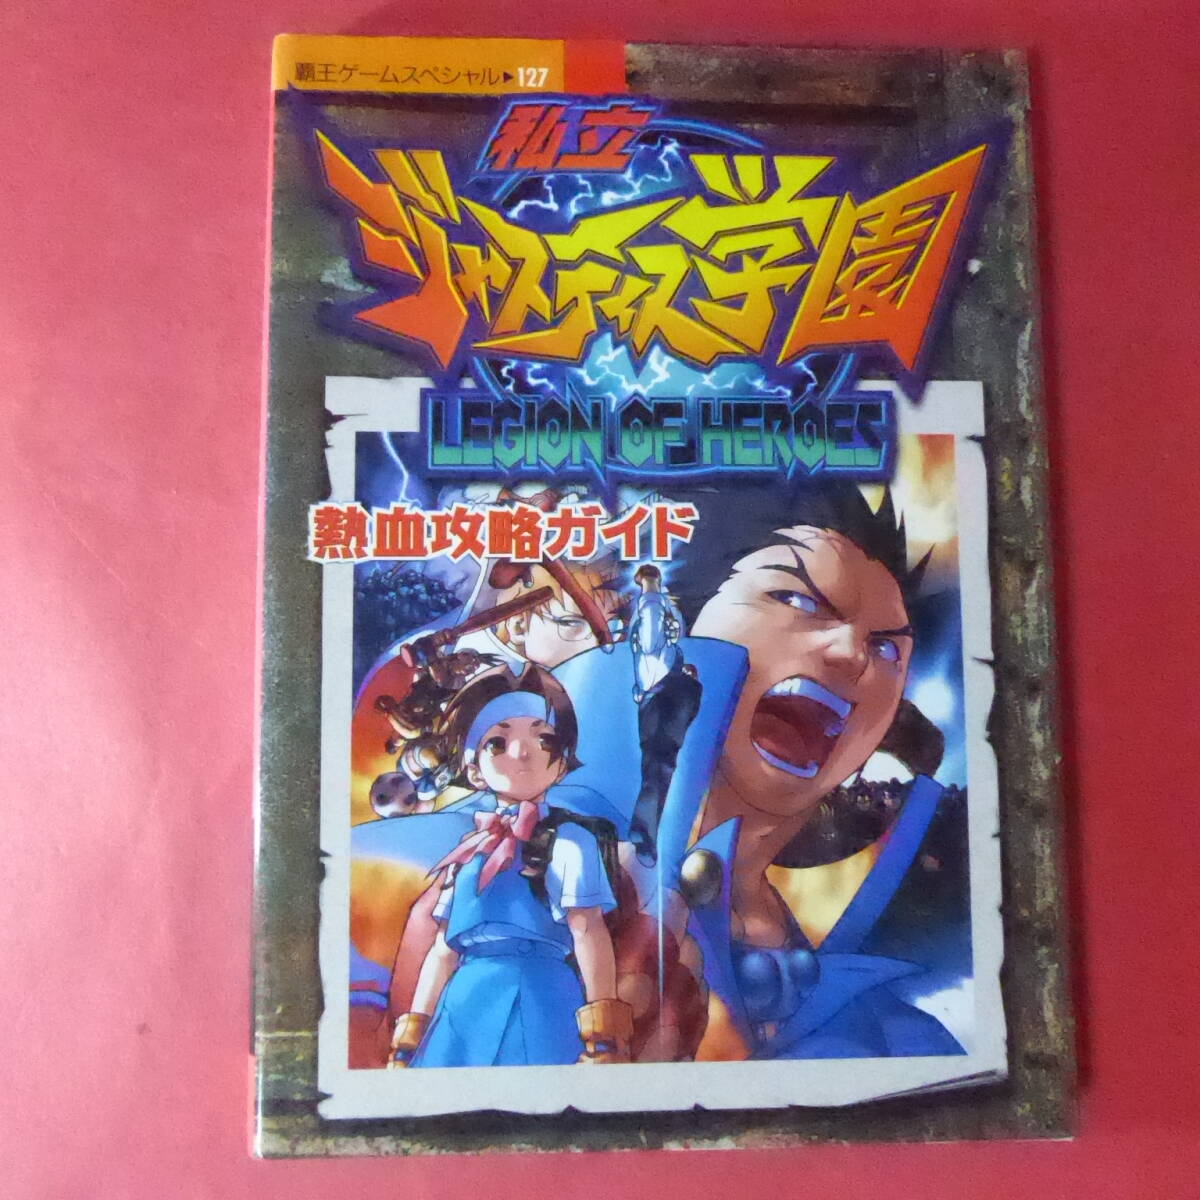 覇王ゲームスペシャル▶127
私立
ジャスティス学園
LEGION OF HEROES
熱血攻略ガイド